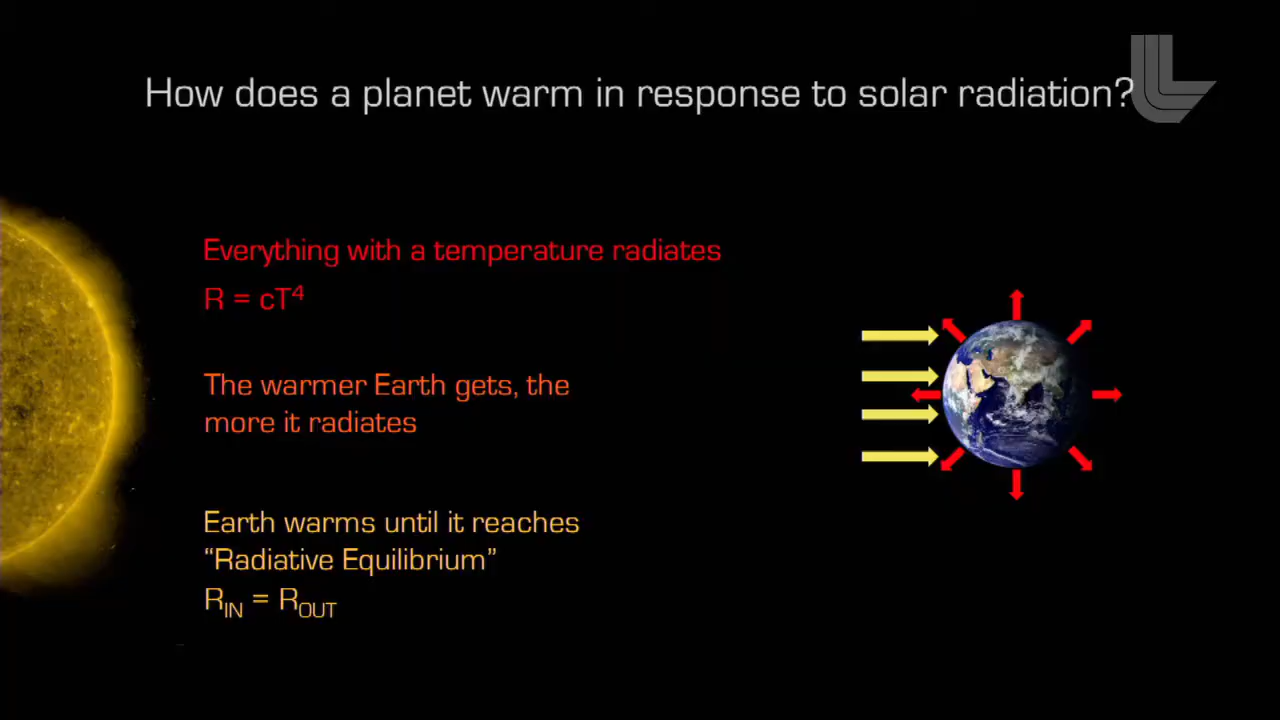 How does a planet warm in response to solar radiation?
Everything with a temperature radiates
R = cT⁴
The warmer Earth gets, the
more it radiates
Earth warms until it reaches
“Radiative Equilibrium”
R_IN = R_OUT